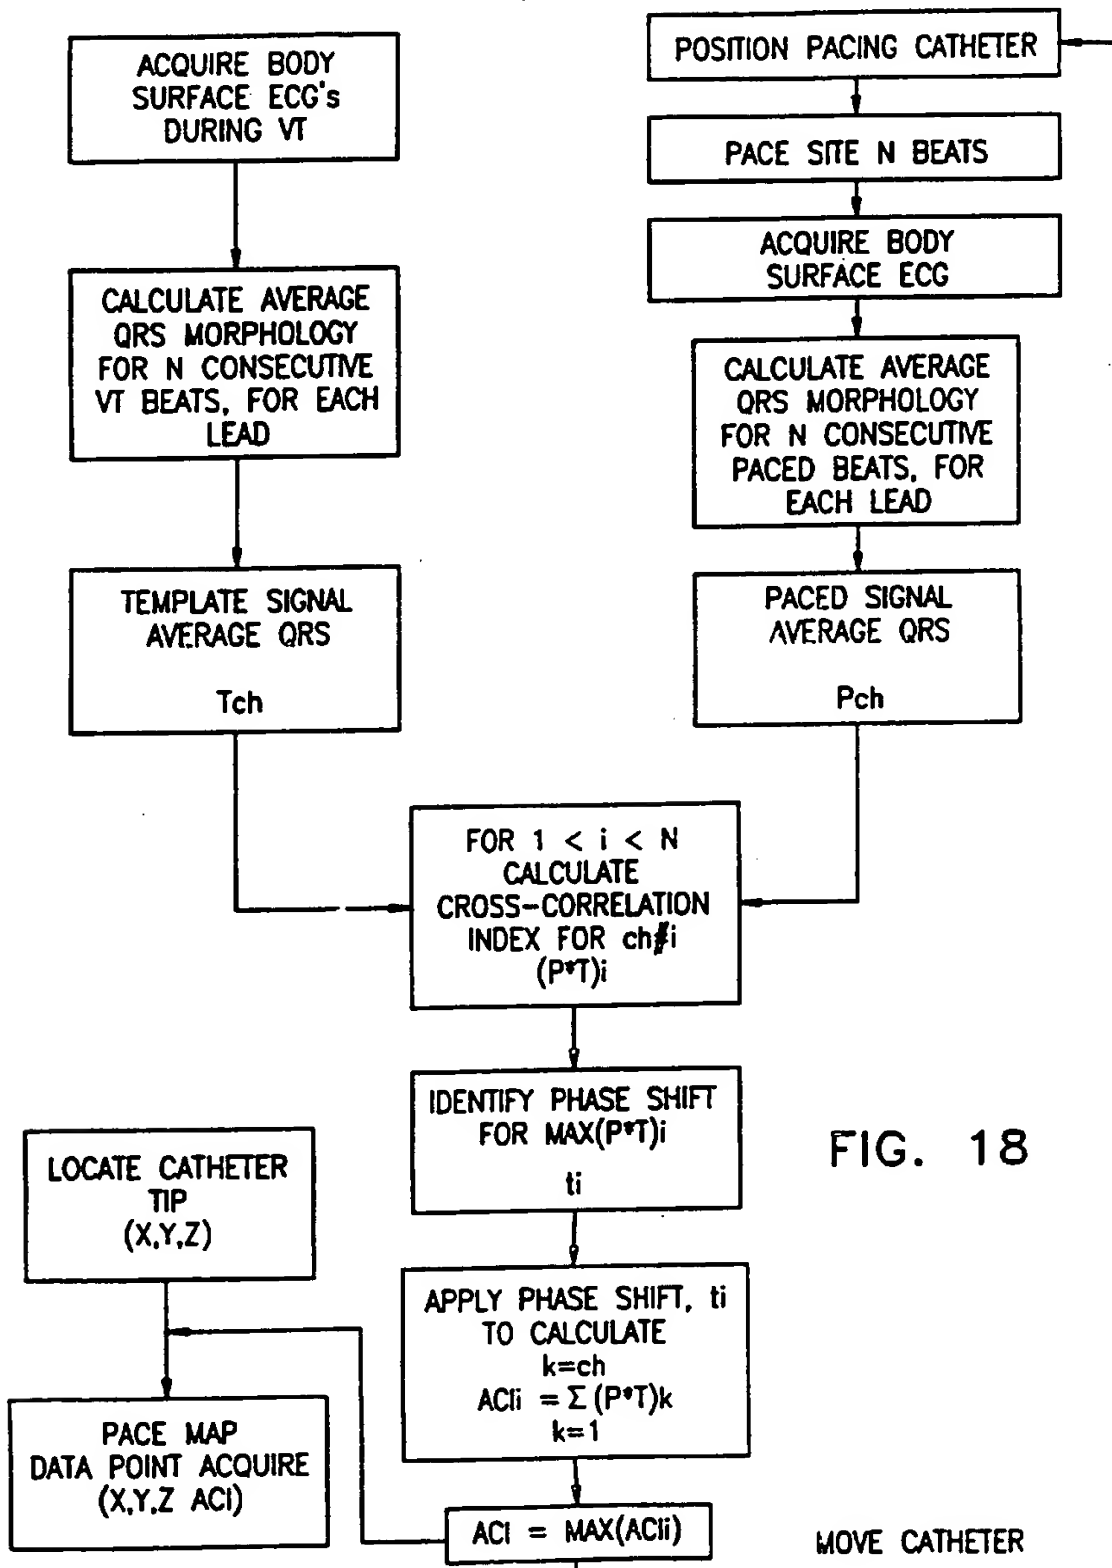 ACQUIRE BODY
SURFACE ECG's
DURING VT
CALCULATE AVERAGE
QRS MORPHOLOGY
FOR N CONSECUTIVE
VT BEATS, FOR EACH
LEAD
TEMPLATE SIGNAL
AVERAGE QRS
Tch
POSITION PACING CATHETER
PACE SITE N BEATS
ACQUIRE BODY
SURFACE ECG
CALCULATE AVERAGE
QRS MORPHOLOGY
FOR N CONSECUTIVE
PACED BEATS, FOR
EACH LEAD
PACED SIGNAL
AVERAGE QRS
Pch
FOR 1 < i < N
CALCULATE
CROSS-CORRELATION
INDEX FOR ch#i
(P*T)i
IDENTIFY PHASE SHIFT
FOR MAX(P*T)i
ti
APPLY PHASE SHIFT, ti
TO CALCULATE
k=ch
ACIi = Σ (P*T)k
k=1
ACI = MAX(ACIi)
LOCATE CATHETER
TIP
(X,Y,Z)
PACE MAP
DATA POINT ACQUIRE
(X,Y,Z ACI)
FIG. 18
MOVE CATHETER